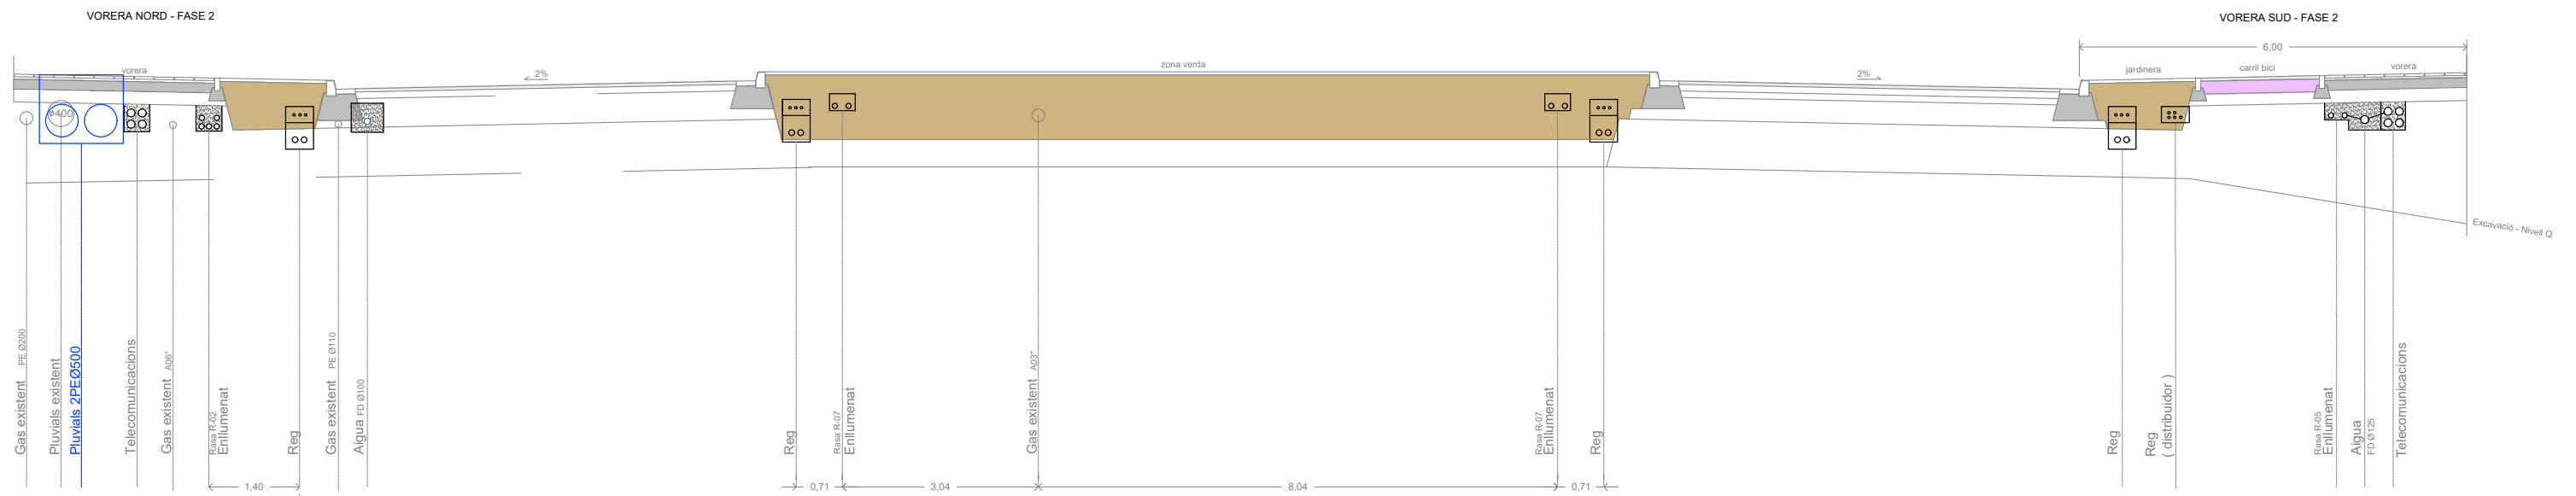 VORERA NORD - FASE 2
VORERA SUD - FASE 2
6,00
vorera
2%
zona verda
2%
jardinera
carril bici
vorera
Ø400
Excavació - Nivell Q
Gas existent PE Ø200
Pluvials existent
Pluvials 2PEØ500
Telecomunicacions
Gas existent A06"
Rasa R-02
Enllumenat
Reg
Gas existent PE Ø110
Aigua FD Ø100
Reg
Rasa R-07
Enllumenat
Gas existent A03"
Rasa R-07
Enllumenat
Reg
Reg
Reg
( distribuidor )
Rasa R-05
Enllumenat
Aigua
FD Ø125
Telecomunicacions
1,40
0,71
3,04
8,04
0,71